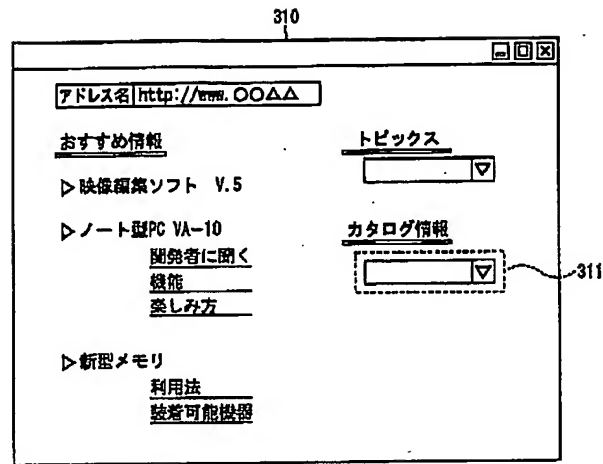 310
アドレス名 http://www.〇〇△△
おすすめ情報
▷映像編集ソフト V.5
▷ノート型PC VA-10
開発者に聞く
機能
楽しみ方
▷新型メモリ
利用法
装着可能機器
トピックス
▽
カタログ情報
▽
311